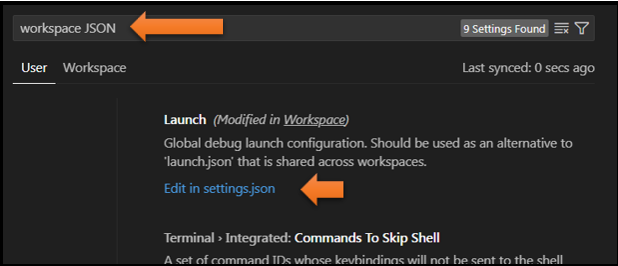 workspace JSON
9 Settings Found
User Workspace
Last synced: 0 secs ago
Launch (Modified in Workspace)
Global debug launch configuration. Should be used as an alternative to
'launch.json' that is shared across workspaces.
Edit in settings.json
Terminal › Integrated: Commands To Skip Shell
A set of command IDs whose keybindings will not be sent to the shell